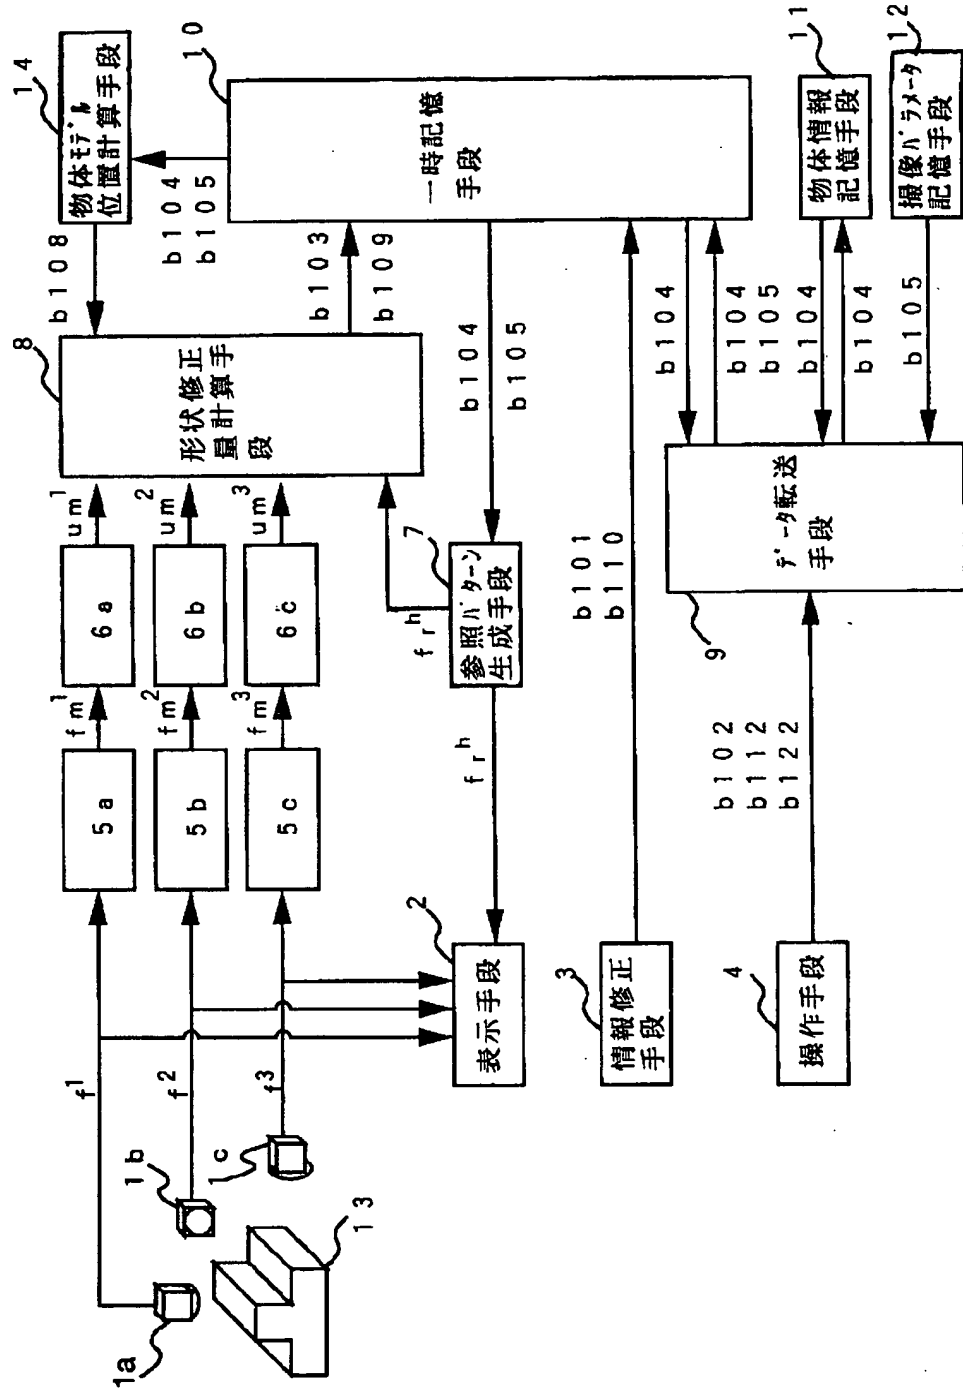 1a
1b
1c
13
f1
f2
f3
5a
5b
5c
fm1
fm2
fm3
6a
6b
6c
um1
um2
um3
8
形状修正
量計算手
段
b108
14
物体ﾓﾃﾞﾙ
位置計算手段
b104
b105
10
一時記憶
手段
b103
b109
b104
b105
7
参照ﾊﾟﾀｰﾝ
生成手段
frh
frh
2
表示手段
3
情報修正
手段
b101
b110
4
操作手段
b102
b112
b122
9
ﾃﾞｰﾀ転送
手段
b104
b104
b105
b104
b104
b105
11
物体情報
記憶手段
12
撮像ﾊﾟﾗﾒｰﾀ
記憶手段